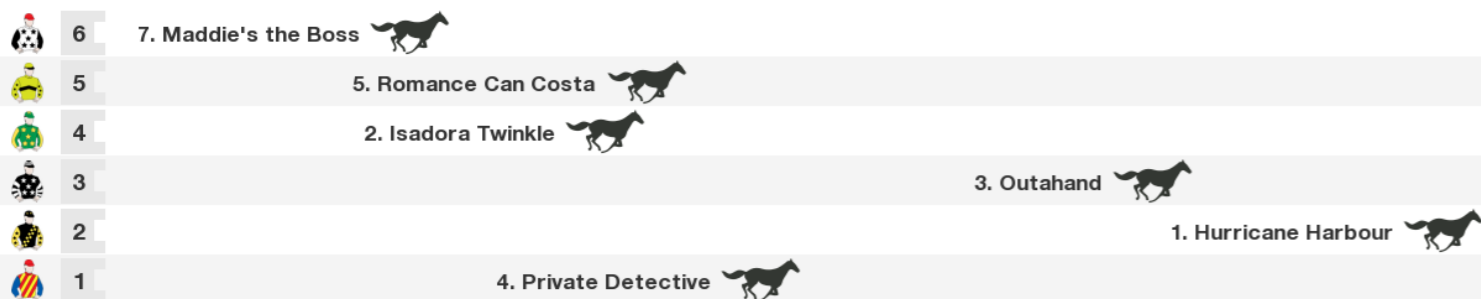 6 7. Maddie's the Boss
5 5. Romance Can Costa
4 2. Isadora Twinkle
3 3. Outahand
2 1. Hurricane Harbour
1 4. Private Detective